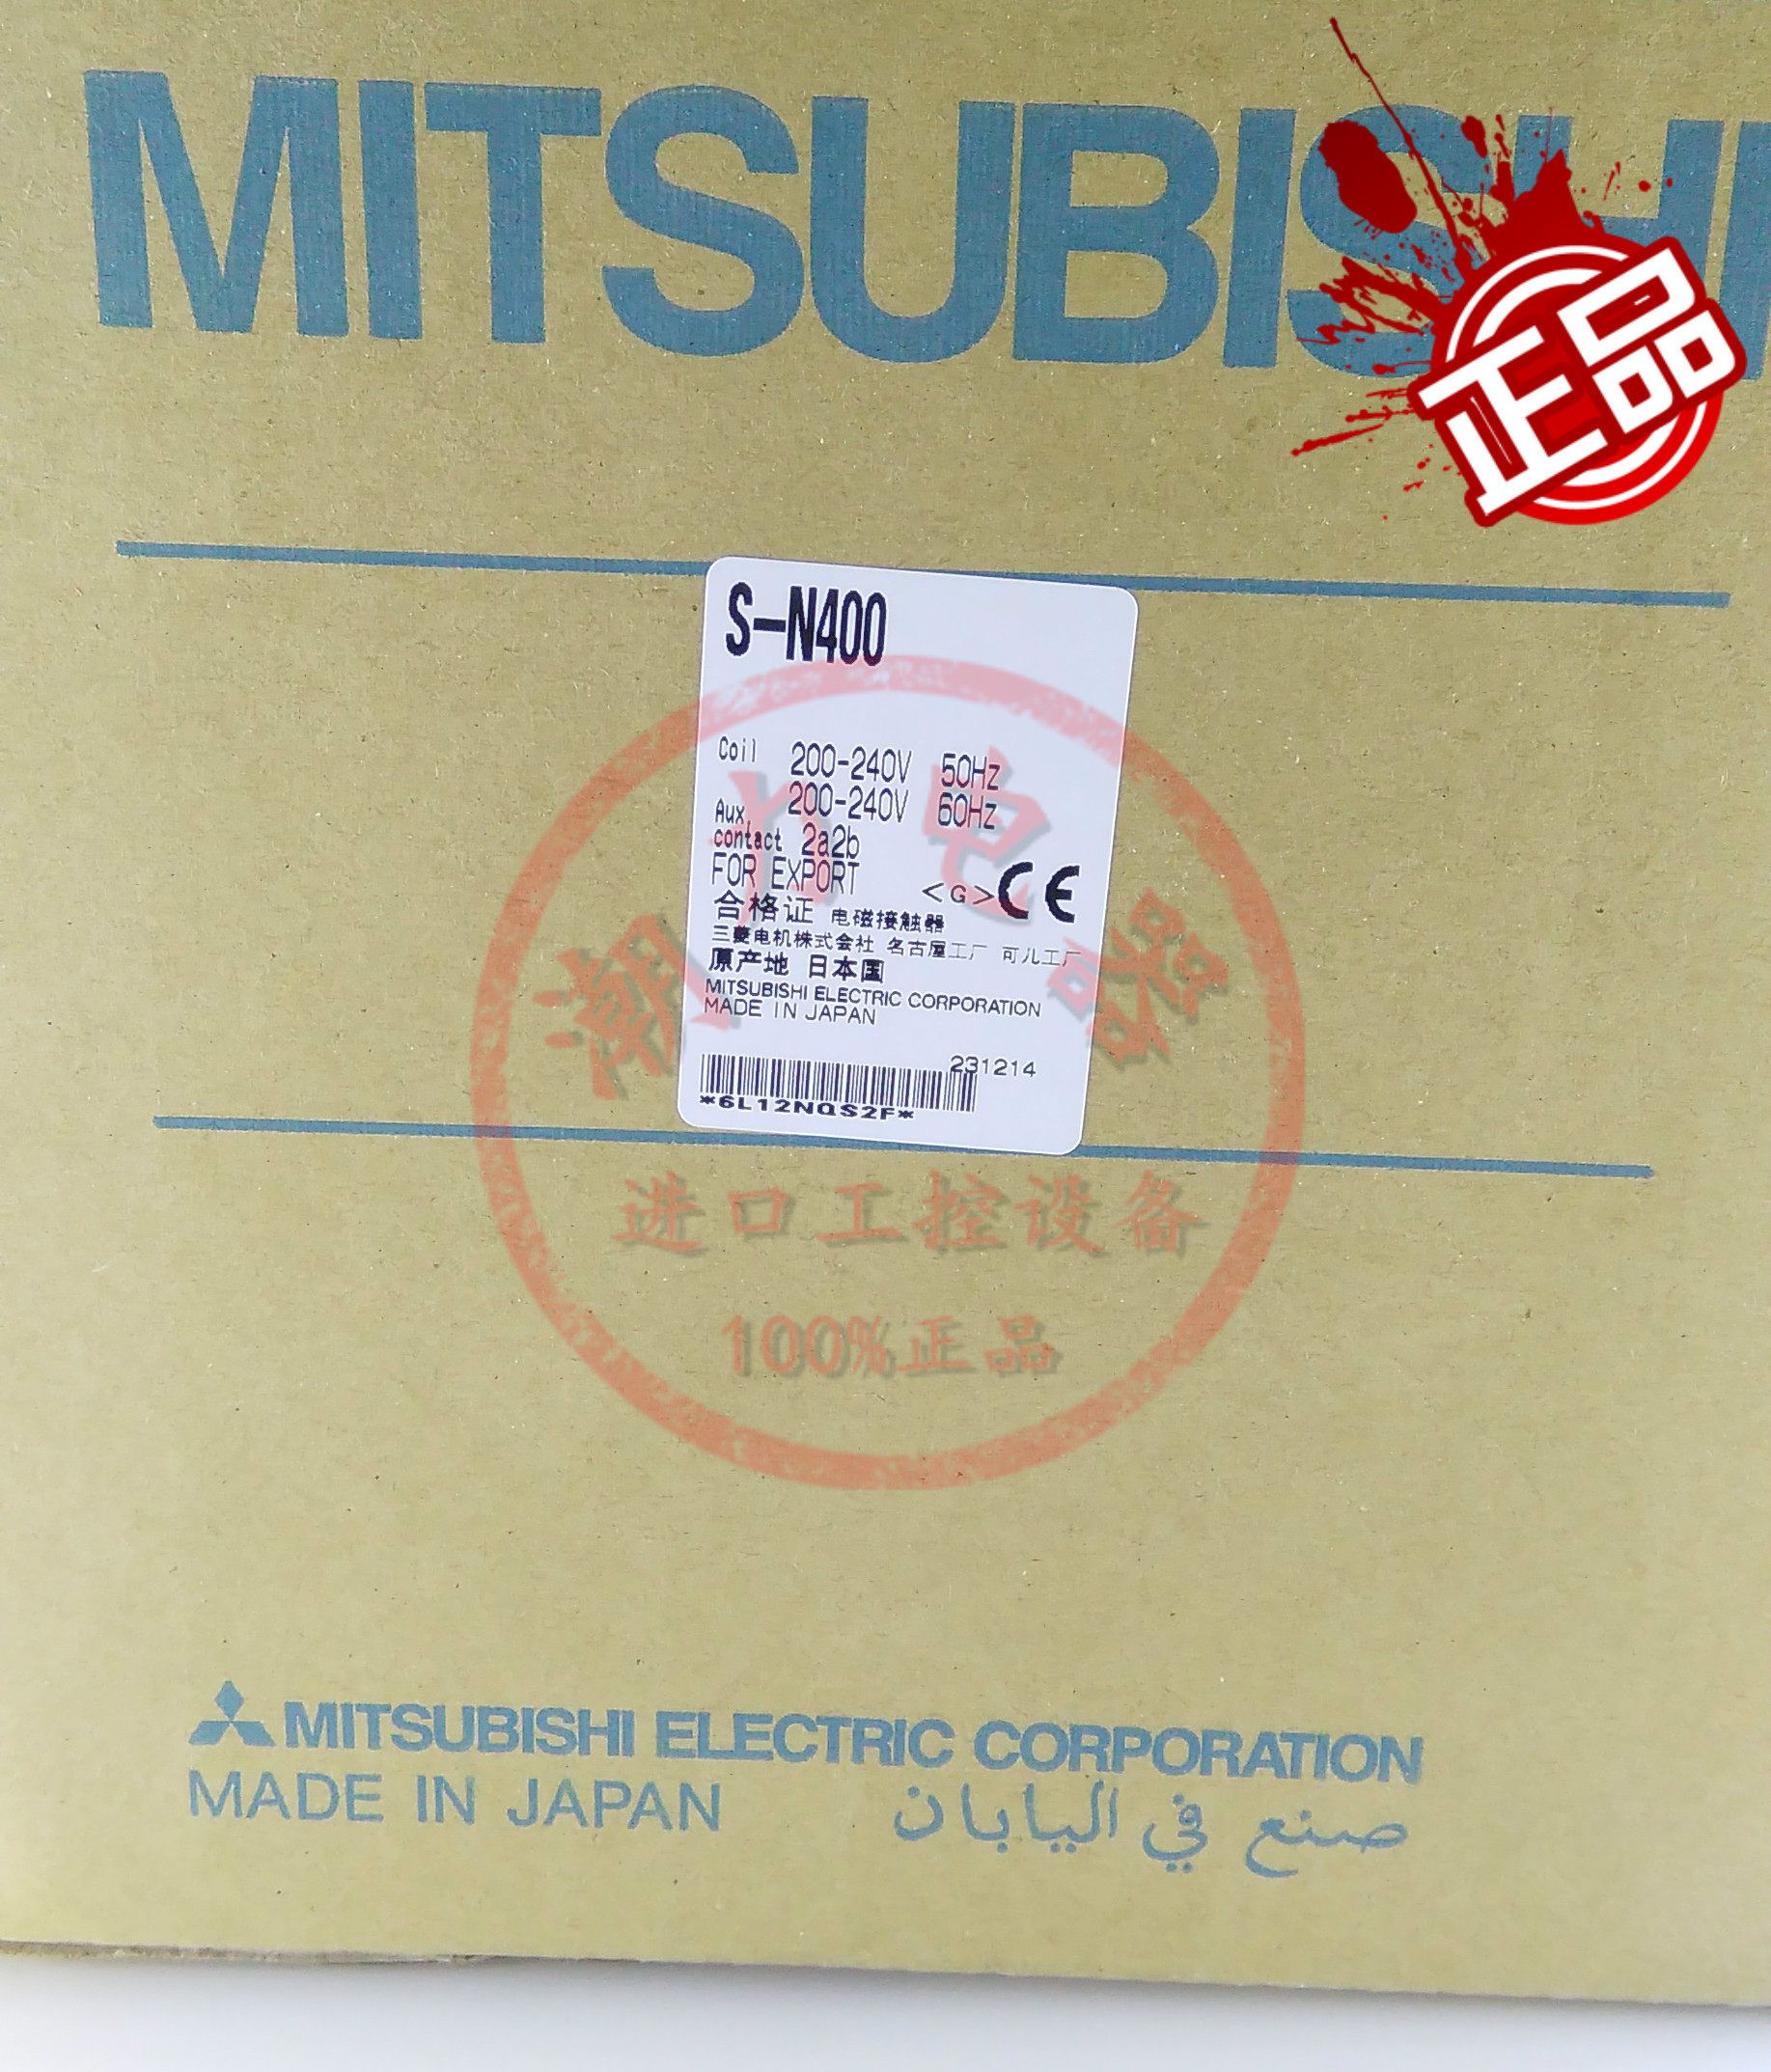 MITSUBISHI
正品
S-N400
Coil 200-240V 50Hz
200-240V 60Hz
Aux.
contact 2a2b
FOR EXPORT <G> CE
合格证 电磁接触器
三菱电机株式会社 名古屋工厂 可儿工厂
原产地 日本国
MITSUBISHI ELECTRIC CORPORATION
MADE IN JAPAN
231214
*6L12NQS2F*
电器
进口工控设备
100%正品
MITSUBISHI ELECTRIC CORPORATION
MADE IN JAPAN صنع في اليابان